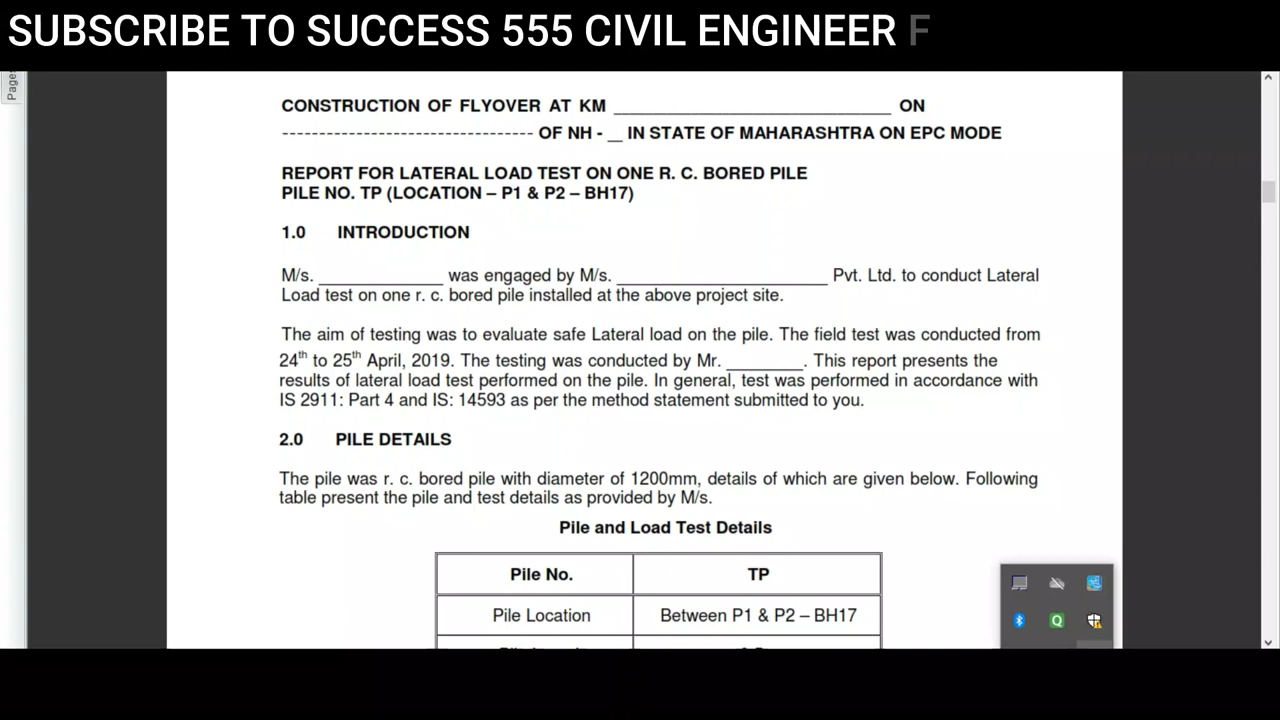 SUBSCRIBE TO SUCCESS 555 CIVIL ENGINEER F
Pages
CONSTRUCTION OF FLYOVER AT KM ______________________________ ON
--------------------------------- OF NH - __ IN STATE OF MAHARASHTRA ON EPC MODE
REPORT FOR LATERAL LOAD TEST ON ONE R. C. BORED PILE
PILE NO. TP (LOCATION – P1 & P2 – BH17)
1.0 INTRODUCTION
M/s. _____________ was engaged by M/s. ______________________ Pvt. Ltd. to conduct Lateral
Load test on one r. c. bored pile installed at the above project site.
The aim of testing was to evaluate safe Lateral load on the pile. The field test was conducted from
24th to 25th April, 2019. The testing was conducted by Mr. ________. This report presents the
results of lateral load test performed on the pile. In general, test was performed in accordance with
IS 2911: Part 4 and IS: 14593 as per the method statement submitted to you.
2.0 PILE DETAILS
The pile was r. c. bored pile with diameter of 1200mm, details of which are given below. Following
table present the pile and test details as provided by M/s.
Pile and Load Test Details
Pile No. TP
Pile Location Between P1 & P2 – BH17